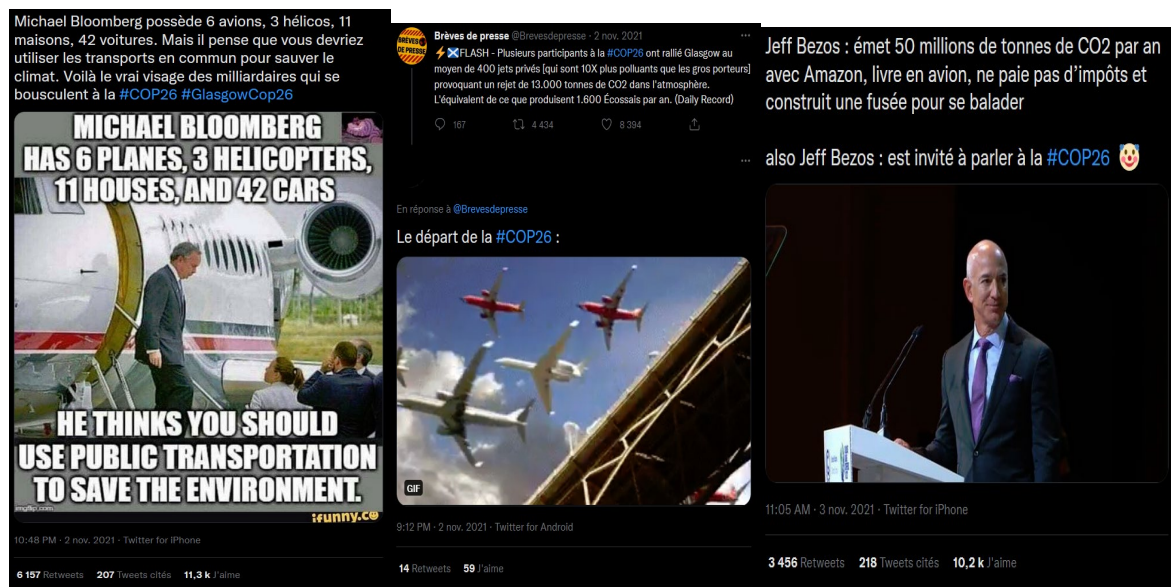 Michael Bloomberg possède 6 avions, 3 hélicos, 11
maisons, 42 voitures. Mais il pense que vous devriez
utiliser les transports en commun pour sauver le
climat. Voilà le vrai visage des milliardaires qui se
bousculent à la #COP26 #GlasgowCop26
MICHAEL BLOOMBERG
HAS 6 PLANES, 3 HELICOPTERS,
11 HOUSES, AND 42 CARS
HE THINKS YOU SHOULD
USE PUBLIC TRANSPORTATION
TO SAVE THE ENVIRONMENT.
imgflip.com
ifunny.co
10:48 PM · 2 nov. 2021 · Twitter for iPhone
6 157 Retweets 207 Tweets cités 11,3 k J'aime
BRÈVES
DE PRESSE
Brèves de presse @Brevesdepresse · 2 nov. 2021
FLASH - Plusieurs participants à la #COP26 ont rallié Glasgow au
moyen de 400 jets privés [qui sont 10X plus polluants que les gros porteurs]
provoquant un rejet de 13.000 tonnes de CO2 dans l'atmosphère.
L'équivalent de ce que produisent 1.600 Écossais par an. (Daily Record)
167 4 434 8 394
En réponse à @Brevesdepresse
Le départ de la #COP26 :
GIF
9:12 PM · 2 nov. 2021 · Twitter for Android
14 Retweets 59 J'aime
Jeff Bezos : émet 50 millions de tonnes de CO2 par an
avec Amazon, livre en avion, ne paie pas d'impôts et
construit une fusée pour se balader
also Jeff Bezos : est invité à parler à la #COP26 🤡
11:05 AM · 3 nov. 2021 · Twitter for iPhone
3 456 Retweets 218 Tweets cités 10,2 k J'aime